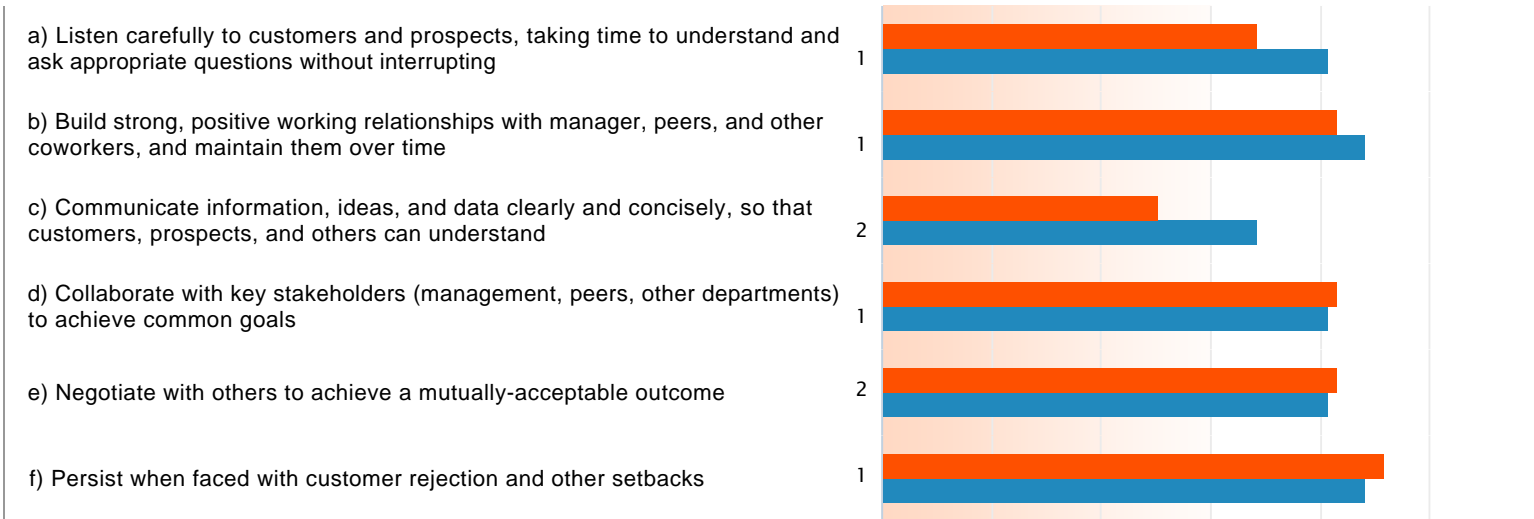 a) Listen carefully to customers and prospects, taking time to understand and
ask appropriate questions without interrupting
1
b) Build strong, positive working relationships with manager, peers, and other
coworkers, and maintain them over time
1
c) Communicate information, ideas, and data clearly and concisely, so that
customers, prospects, and others can understand
2
d) Collaborate with key stakeholders (management, peers, other departments)
to achieve common goals
1
e) Negotiate with others to achieve a mutually-acceptable outcome
2
f) Persist when faced with customer rejection and other setbacks
1